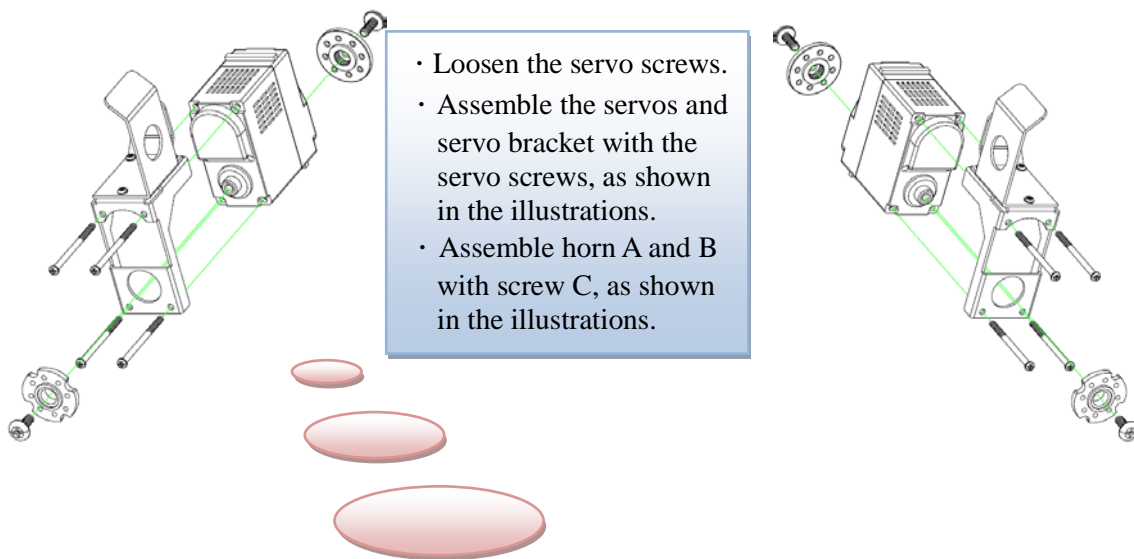 · Loosen the servo screws.
· Assemble the servos and
servo bracket with the
servo screws, as shown
in the illustrations.
· Assemble horn A and B
with screw C, as shown
in the illustrations.